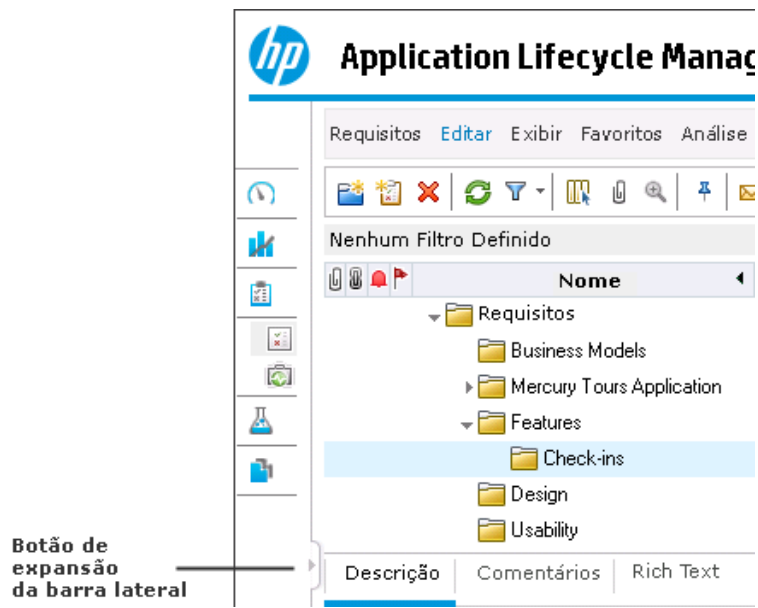 hp
Application Lifecycle Manag
Requisitos Editar Exibir Favoritos Análise
Nenhum Filtro Definido
Nome
Requisitos
Business Models
Mercury Tours Application
Features
Check-ins
Design
Usability
Botão de
expansão
da barra lateral
Descrição Comentários Rich Text